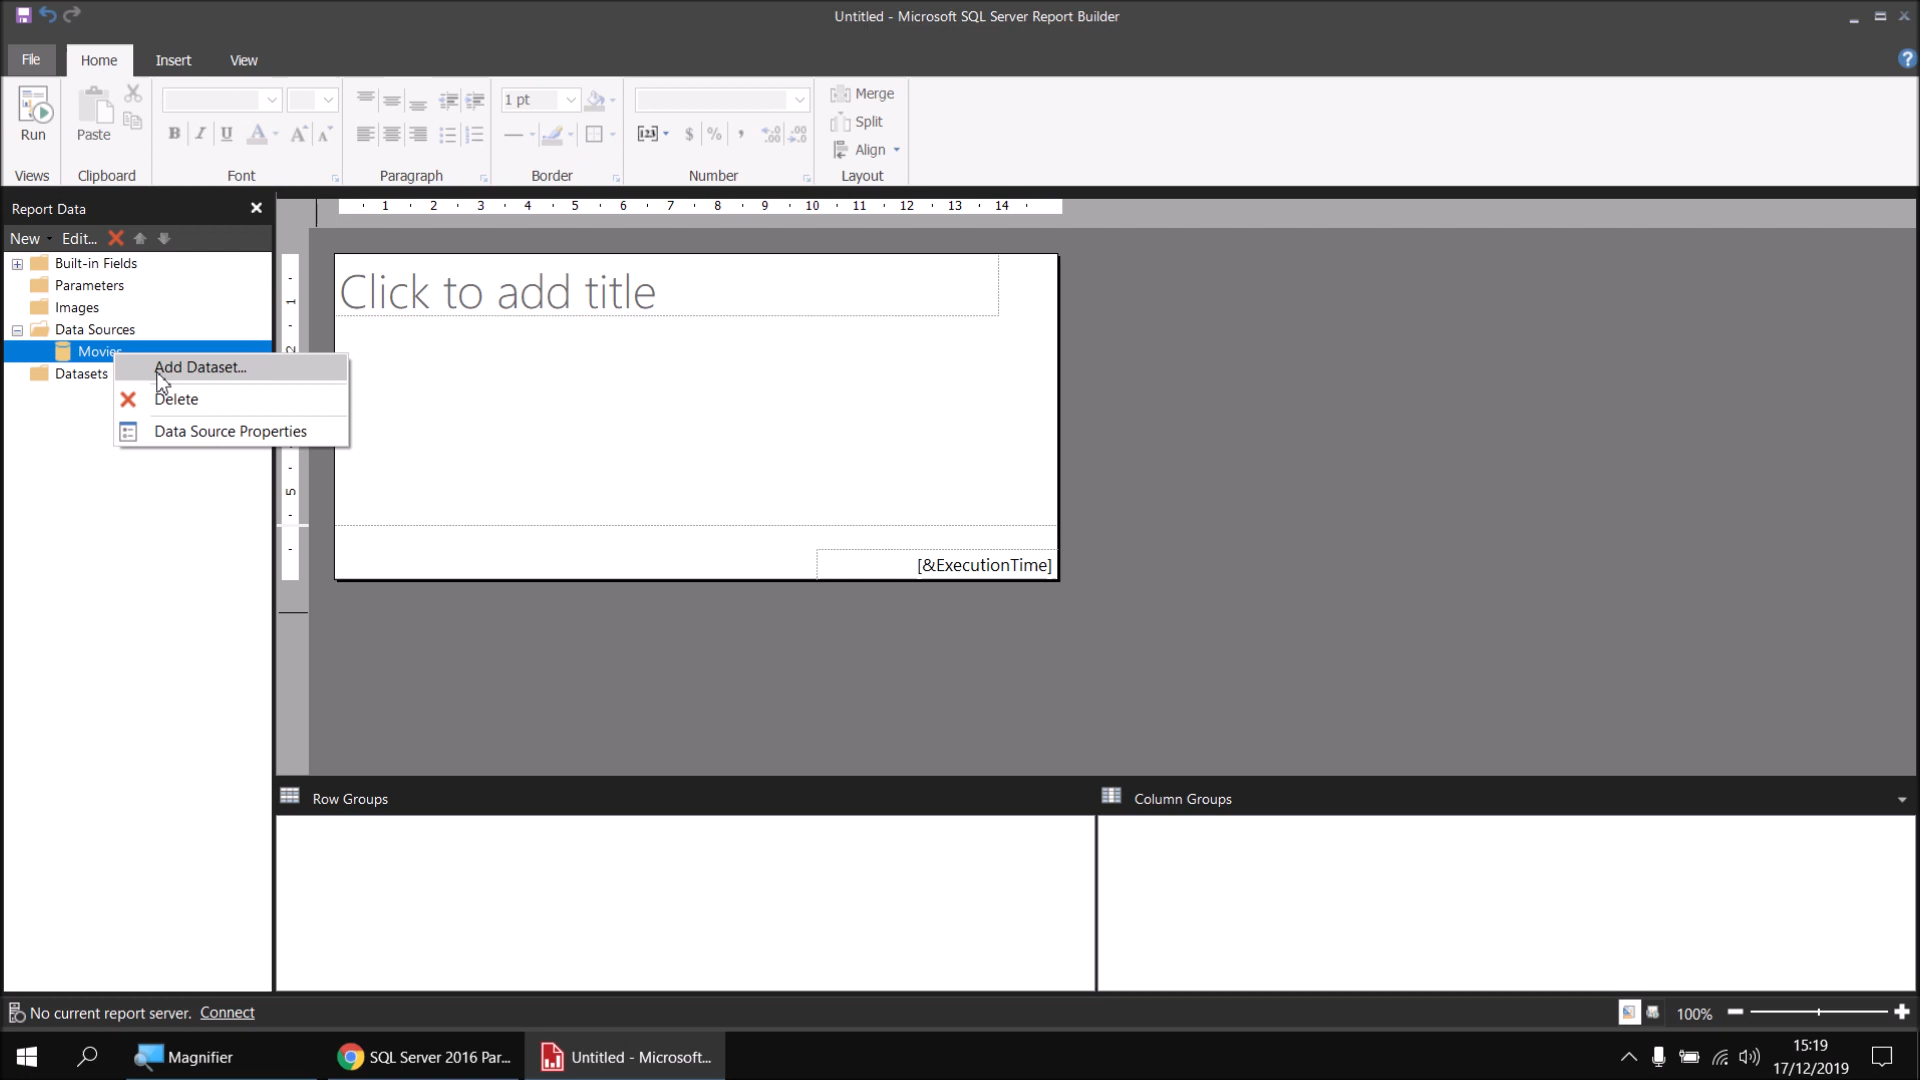 Untitled - Microsoft SQL Server Report Builder
File
Home
Insert
View
Run
Paste
1 pt
Merge
Split
Align
Views
Clipboard
Font
Paragraph
Border
Number
Layout
Report Data
New
Edit...
Built-in Fields
Parameters
Images
Data Sources
Movies
Datasets
Add Dataset...
Delete
Data Source Properties
1 2 3 4 5 6 7 8 9 10 11 12 13 14
1
2
5
Click to add title
[&ExecutionTime]
Row Groups
Column Groups
No current report server. Connect
100%
Magnifier
SQL Server 2016 Par...
Untitled - Microsoft...
15:19
17/12/2019